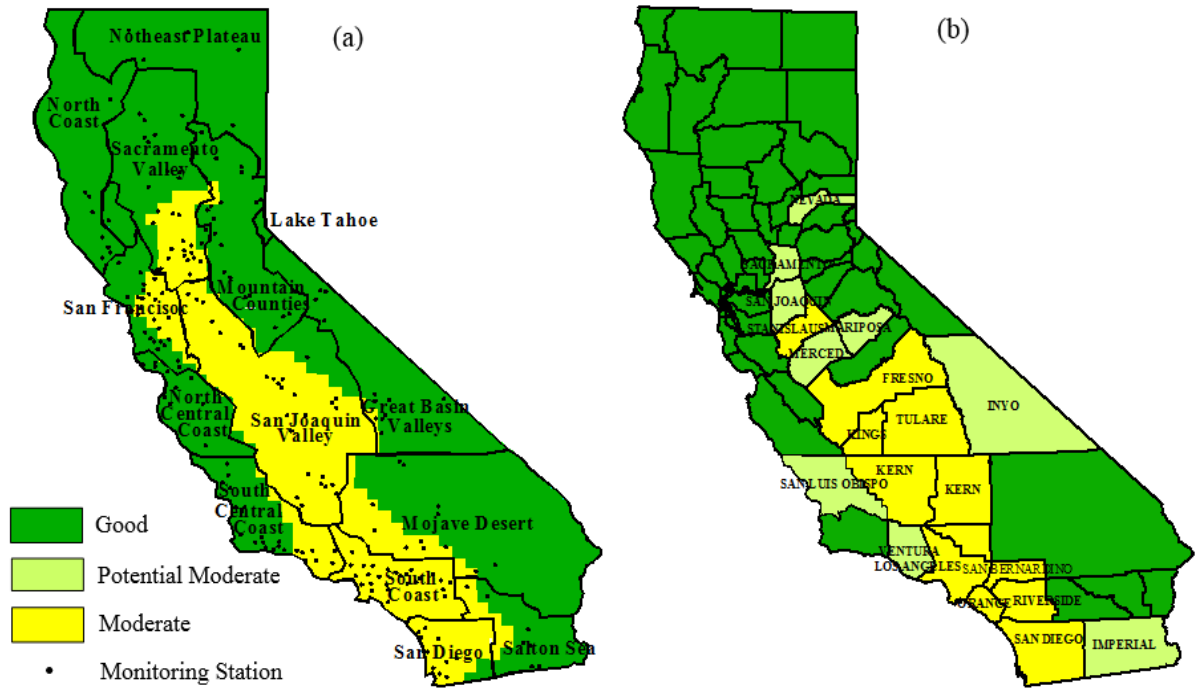 (a)
Notheast Plateau
North
Coast
Sacramento
Valley
Lake Tahoe
Mountain
Counties
San Francisoc
North
Central
Coast
San Joaquin
Valley
Great Basin
Valleys
South
Central
Coast
Mojave Desert
South
Coast
San Diego
Salton Sea
Good
Potential Moderate
Moderate
Monitoring Station
(b)
NEVADA
SACRAMENTO
SAN JOAQUIN
STANISLAUS
MARIPOSA
MERCED
FRESNO
INYO
TULARE
KINGS
KERN
KERN
SAN LUIS OBISPO
VENTURA
LOS ANGELES
SAN BERNARDINO
ORANGE
RIVERSIDE
SAN DIEGO
IMPERIAL